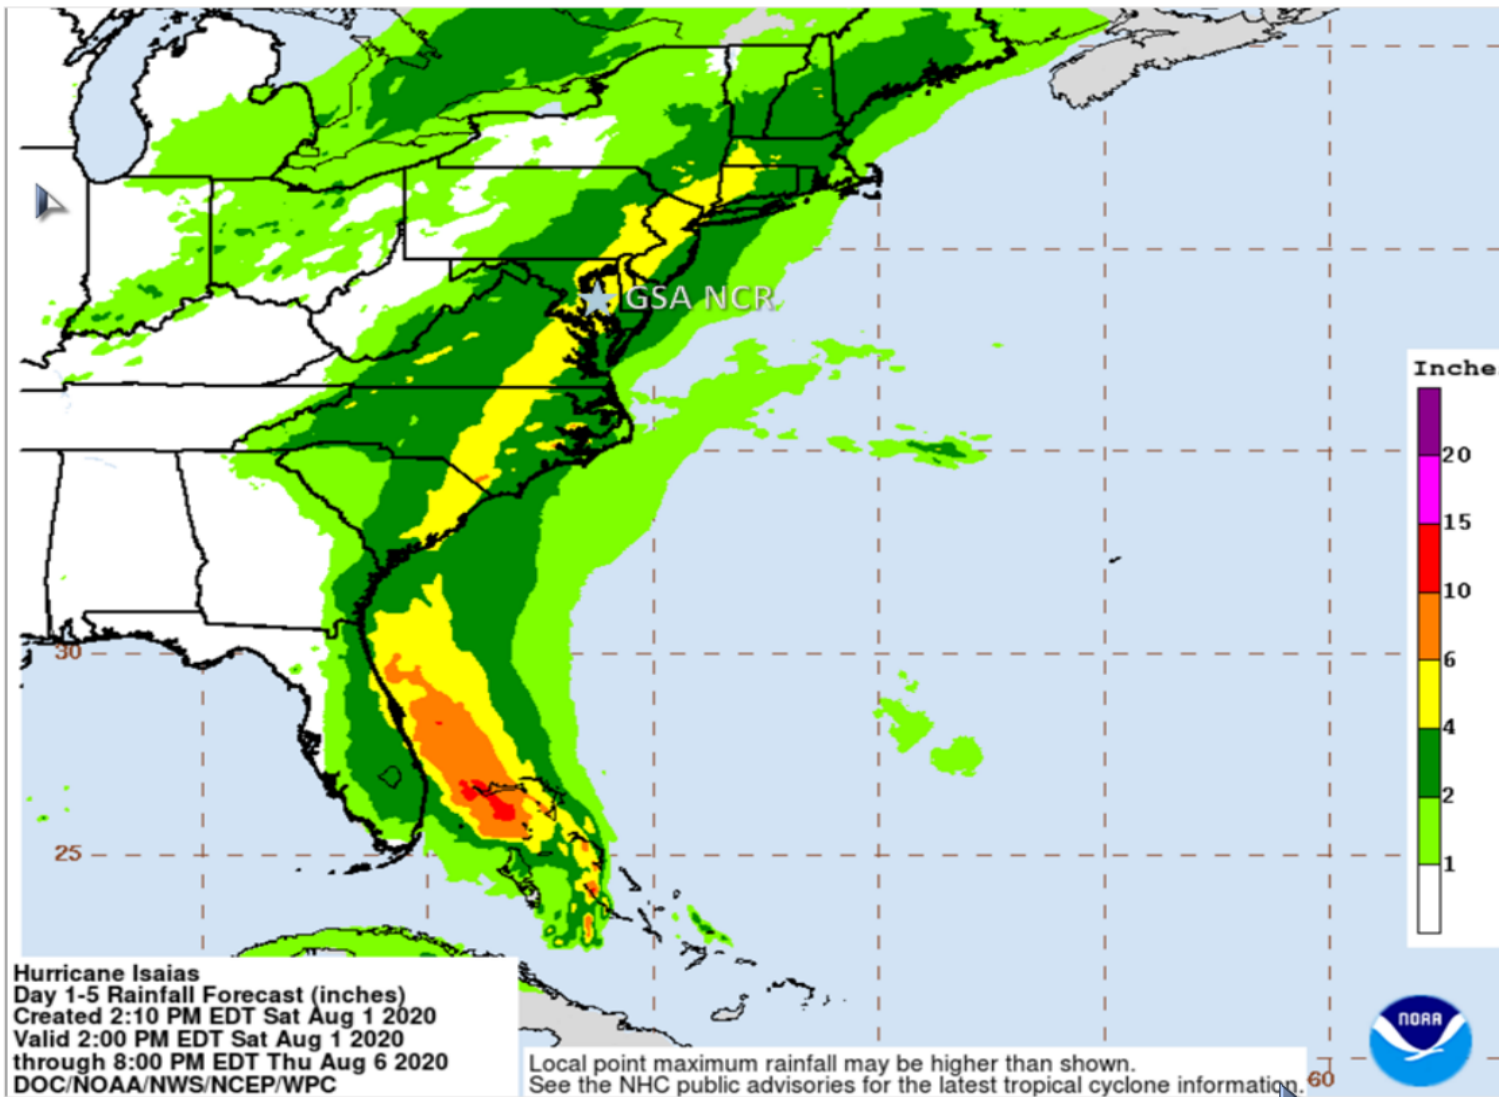 GSA NCR
Inche
20
15
10
6
4
2
1
30
25
60
Hurricane Isaias
Day 1-5 Rainfall Forecast (inches)
Created 2:10 PM EDT Sat Aug 1 2020
Valid 2:00 PM EDT Sat Aug 1 2020
through 8:00 PM EDT Thu Aug 6 2020
DOC/NOAA/NWS/NCEP/WPC
Local point maximum rainfall may be higher than shown.
See the NHC public advisories for the latest tropical cyclone information.
NOAA